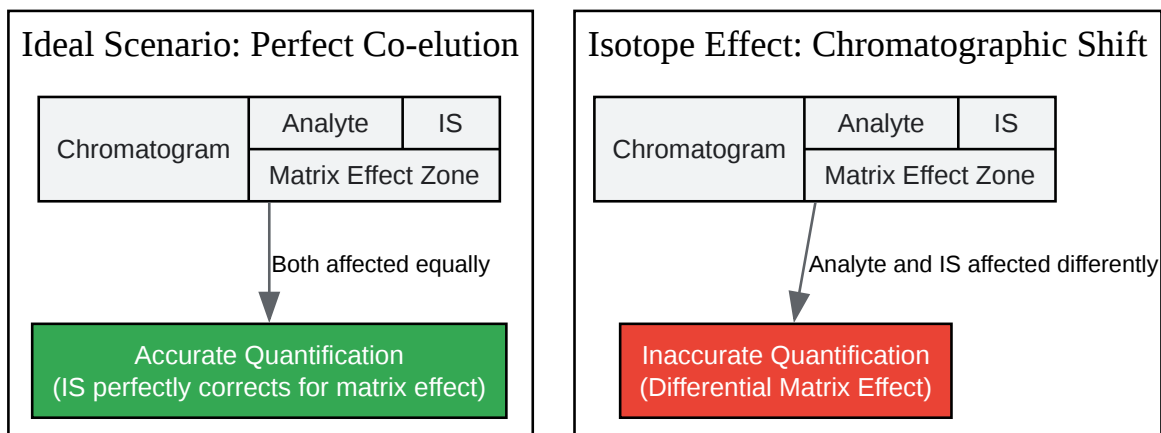 Ideal Scenario: Perfect Co-elution
Chromatogram
Analyte
IS
Matrix Effect Zone
Both affected equally
Accurate Quantification
(IS perfectly corrects for matrix effect)
Isotope Effect: Chromatographic Shift
Chromatogram
Analyte
IS
Matrix Effect Zone
Analyte and IS affected differently
Inaccurate Quantification
(Differential Matrix Effect)